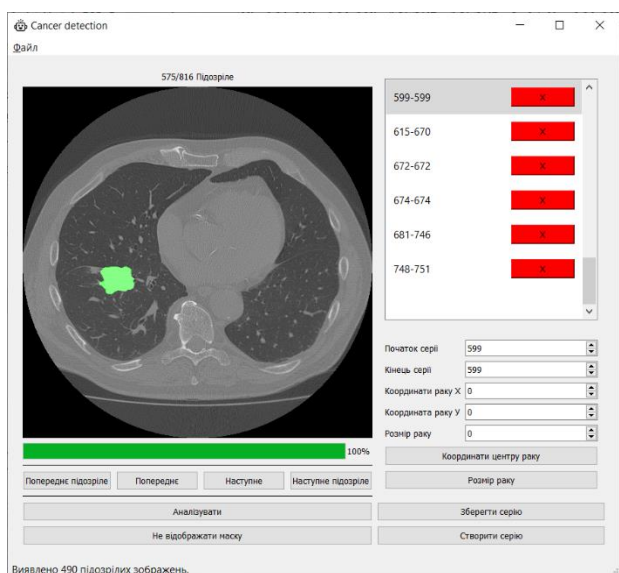 Cancer detection
Файл
575/816 Підозріле
599-599 X
615-670 X
672-672 X
674-674 X
681-746 X
748-751 X
Початок серії 599
Кінець серії 599
Координати раку X 0
Координата раку У 0
Розмір раку 0
100%
Координати центру раку
Попереднє підозріле Попереднє Наступне Наступне підозріле
Розмір раку
Аналізувати
Зберегти серію
Не відображати маску
Створити серію
Виявлено 490 підозрілих зображень.